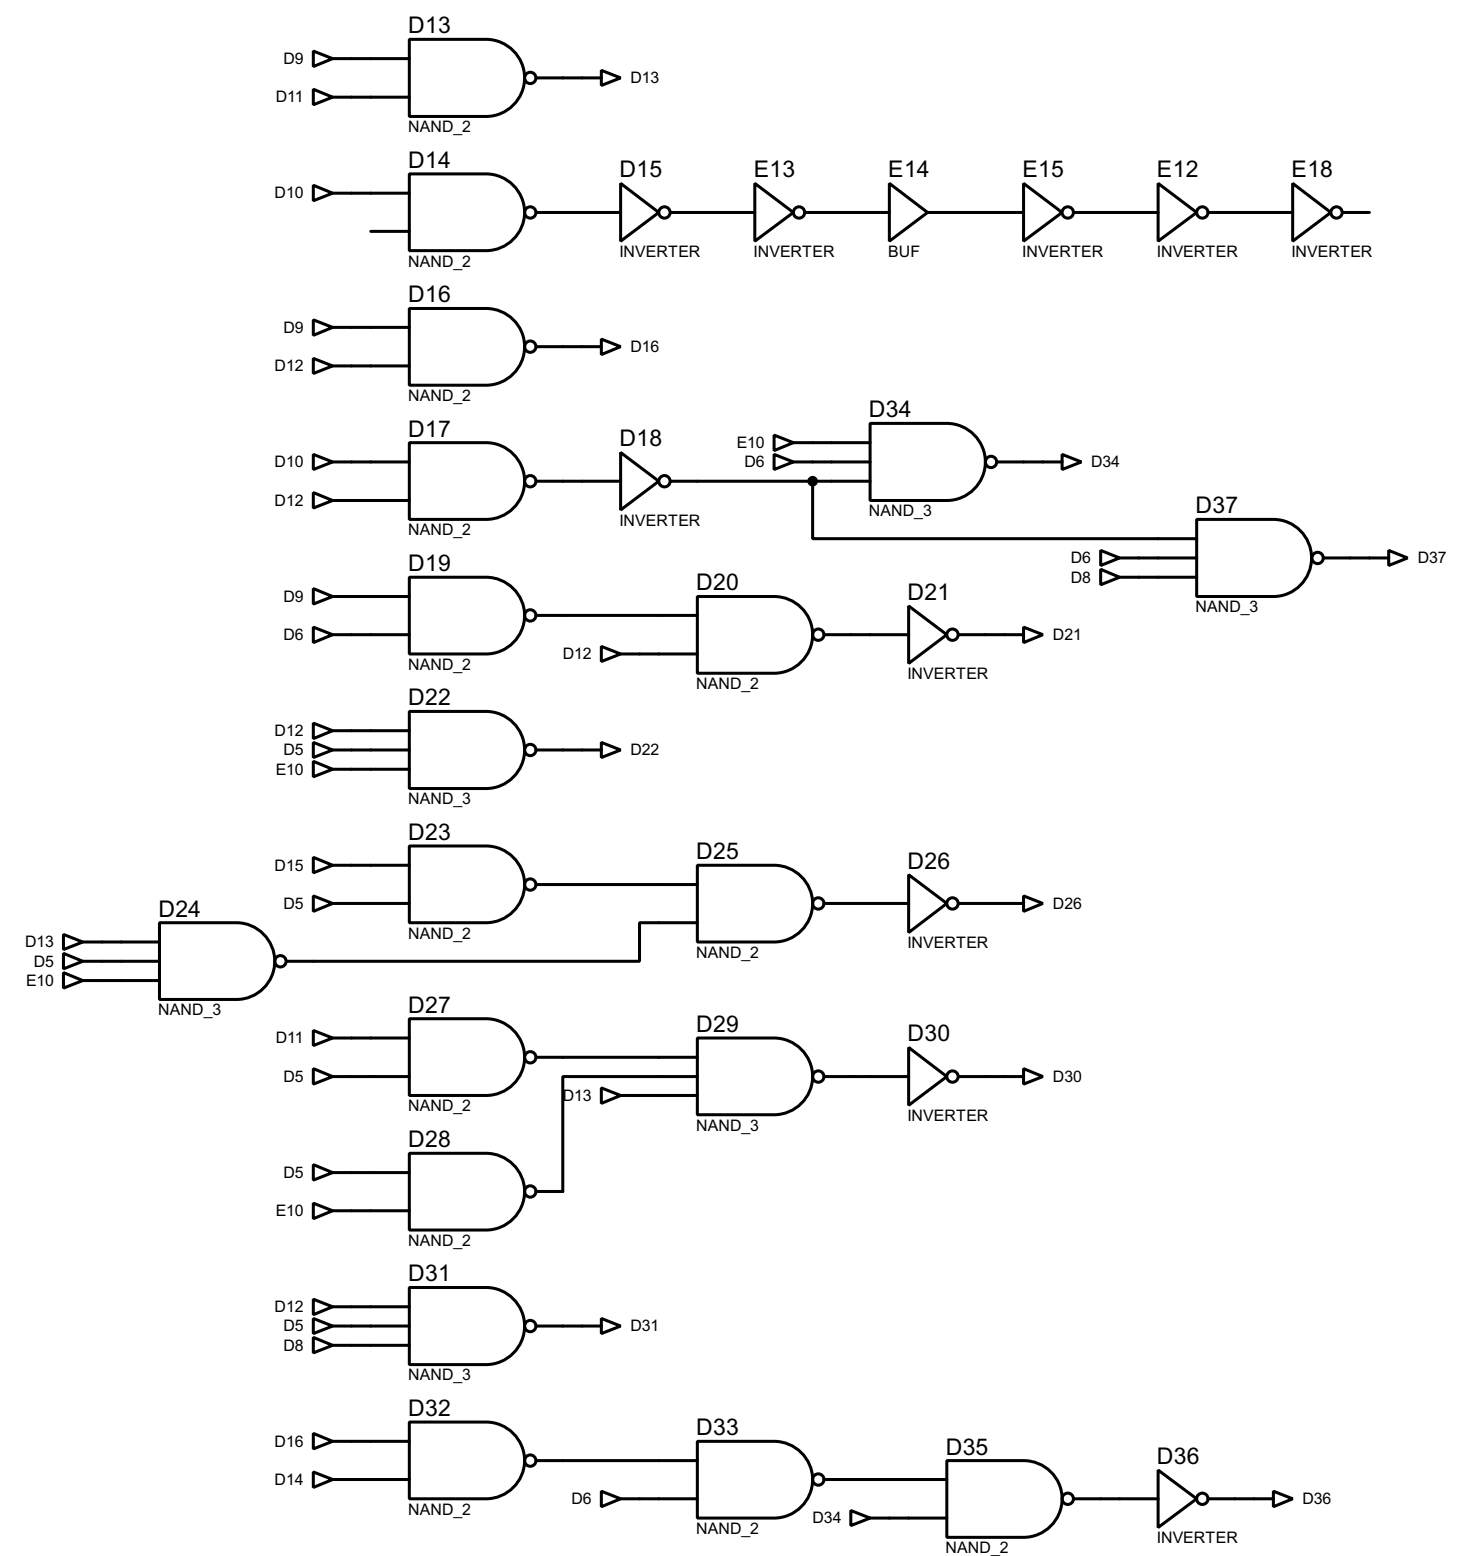 D13
D9
D13
D11
NAND_2
D14
D15
E13
E14
E15
E12
E18
D10
INVERTER
INVERTER
BUF
INVERTER
INVERTER
INVERTER
NAND_2
D16
D9
D16
D12
NAND_2
D34
D17
D18
E10
D10
D6
D34
D12
D37
NAND_3
INVERTER
NAND_2
D6
D37
D19
D8
D20
D21
D9
NAND_3
D6
D21
D12
NAND_2
INVERTER
NAND_2
D22
D12
D5
D22
E10
NAND_3
D23
D25
D26
D15
D5
D26
D24
NAND_2
D13
INVERTER
NAND_2
D5
E10
D27
NAND_3
D29
D30
D11
D5
D30
D13
NAND_2
INVERTER
NAND_3
D28
D5
E10
NAND_2
D31
D12
D5
D31
D8
NAND_3
D32
D33
D16
D35
D36
D14
D6
D36
NAND_2
D34
NAND_2
INVERTER
NAND_2